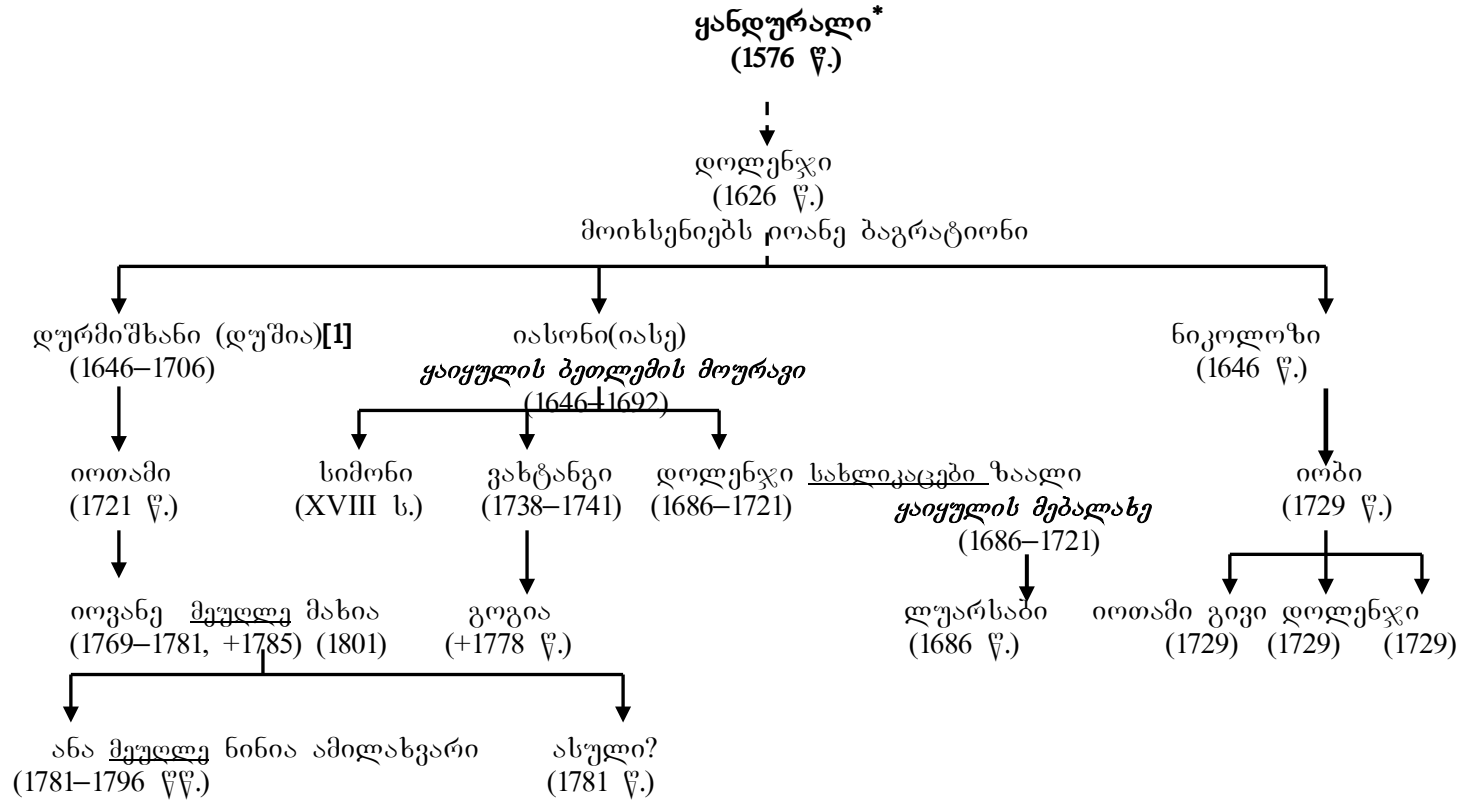 ყანდურალი*
(1576 წ.)
დოლენჯი
(1626 წ.)
მოიხსენიებს იოანე ბაგრატიონი
დურმიშხანი (დუშია)[1] იასონი(იასე) ნიკოლოზი
(1646–1706) ყაიყულის ბეთლემის მოურავი (1646 წ.)
(1646–1692)
იოთამი სიმონი ვახტანგი დოლენჯი სახლიკაცები ზაალი იობი
(1721 წ.) (XVIII ს.) (1738–1741) (1686–1721) ყაიყულის მებალახე (1729 წ.)
(1686–1721)
იოვანე მეუღლე მახია გოგია ლუარსაბი იოთამი გივი დოლენჯი
(1769–1781, +1785) (1801) (+1778 წ.) (1686 წ.) (1729) (1729) (1729)
ანა მეუღლე ნინია ამილახვარი ასული?
(1781–1796 წწ.) (1781 წ.)